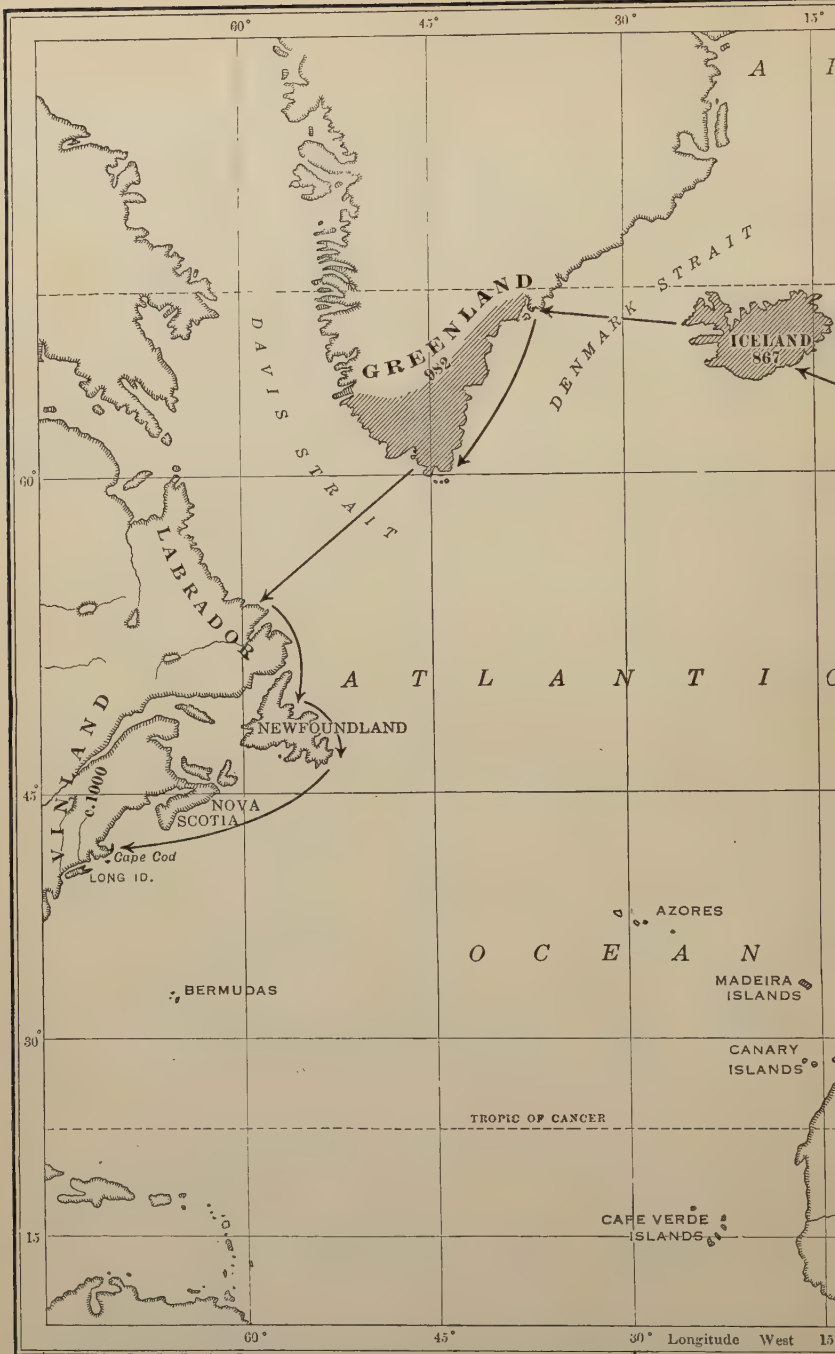 60° 45° 30° 15°
A
DAVIS STRAIT
GREENLAND
982
DENMARK STRAIT
ICELAND
867
60°
LABRADOR
ATLANTIC
VINLAND
c.1000
NEWFOUNDLAND
45°
NOVA
SCOTIA
Cape Cod
LONG ID.
AZORES
OCEAN
BERMUDAS
MADEIRA
ISLANDS
30°
CANARY
ISLANDS
TROPIC OF CANCER
CAPE VERDE
ISLANDS
15
60° 45° 30° Longitude West 15